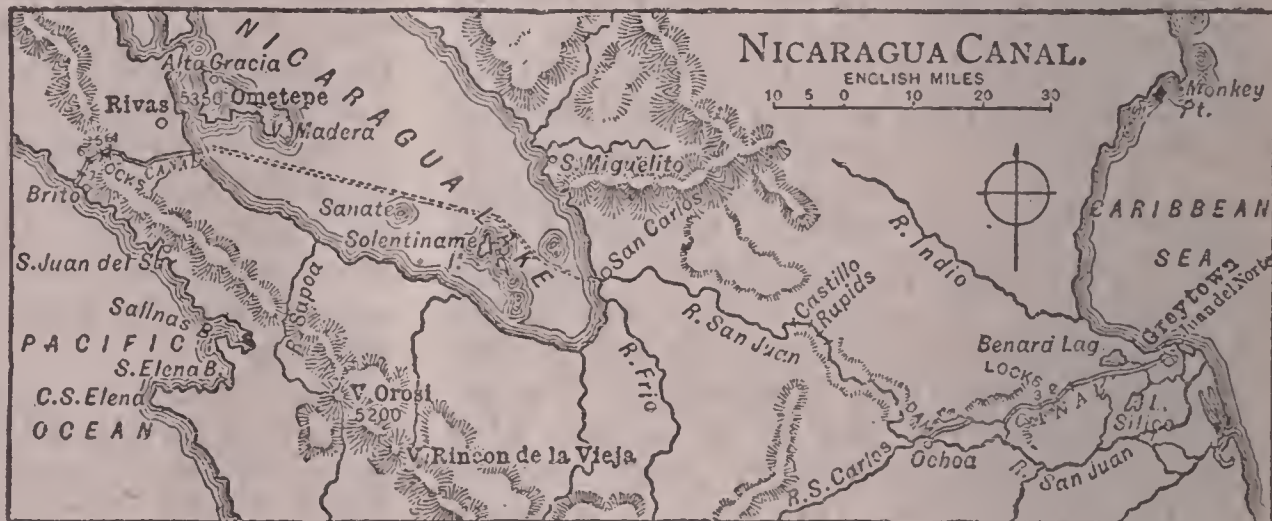 NICARAGUA CANAL.
ENGLISH MILES
10 5 0 10 20 30
NICARAGUA LAKE
Alta Gracia
5350 Ometepe
Rivas
V. Madera
LOCKS
CANAL
Brito
S. Juan del Sur
Salinas B.
PACIFIC
S. Elena B.
C.S. Elena
OCEAN
R. Sapoa
Sanate
Solentiname
I.
V. Orosi
5200
V. Rincon de la Vieja
S. Miguelito
San Carlos
R. Frio
R. San Juan
Castillo
Rupids
R. Indio
Monkey
Pt.
CARIBBEAN
SEA
Greytown
Juan del Norte
Benard Lag.
LOCKS
CANAL
DAM
L.
Silico
Ochoa
R. San Juan
R.S. Carlos